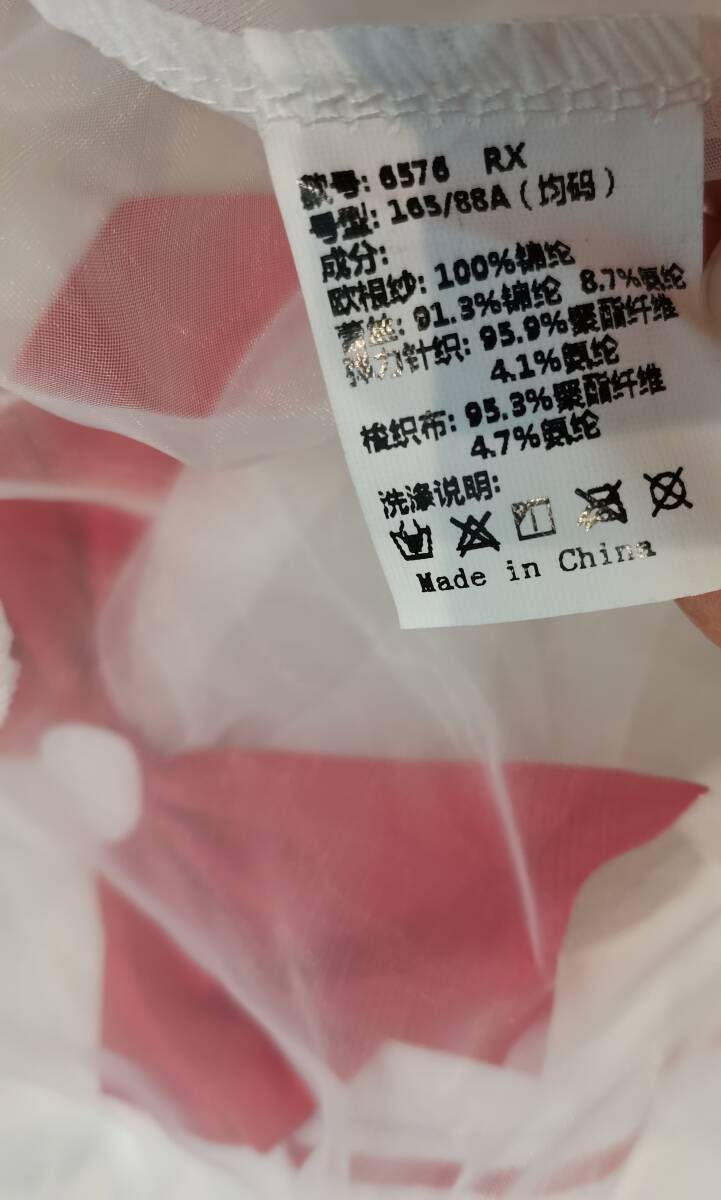 款号: 6576 RX
号型: 165/88A (均码)
成分:
欧根纱: 100%锦纶
蕾丝: 91.3%锦纶 8.7%氨纶
弹力针织: 95.9%聚酯纤维
4.1%氨纶
梭织布: 95.3%聚酯纤维
4.7%氨纶
洗涤说明:
Made in China